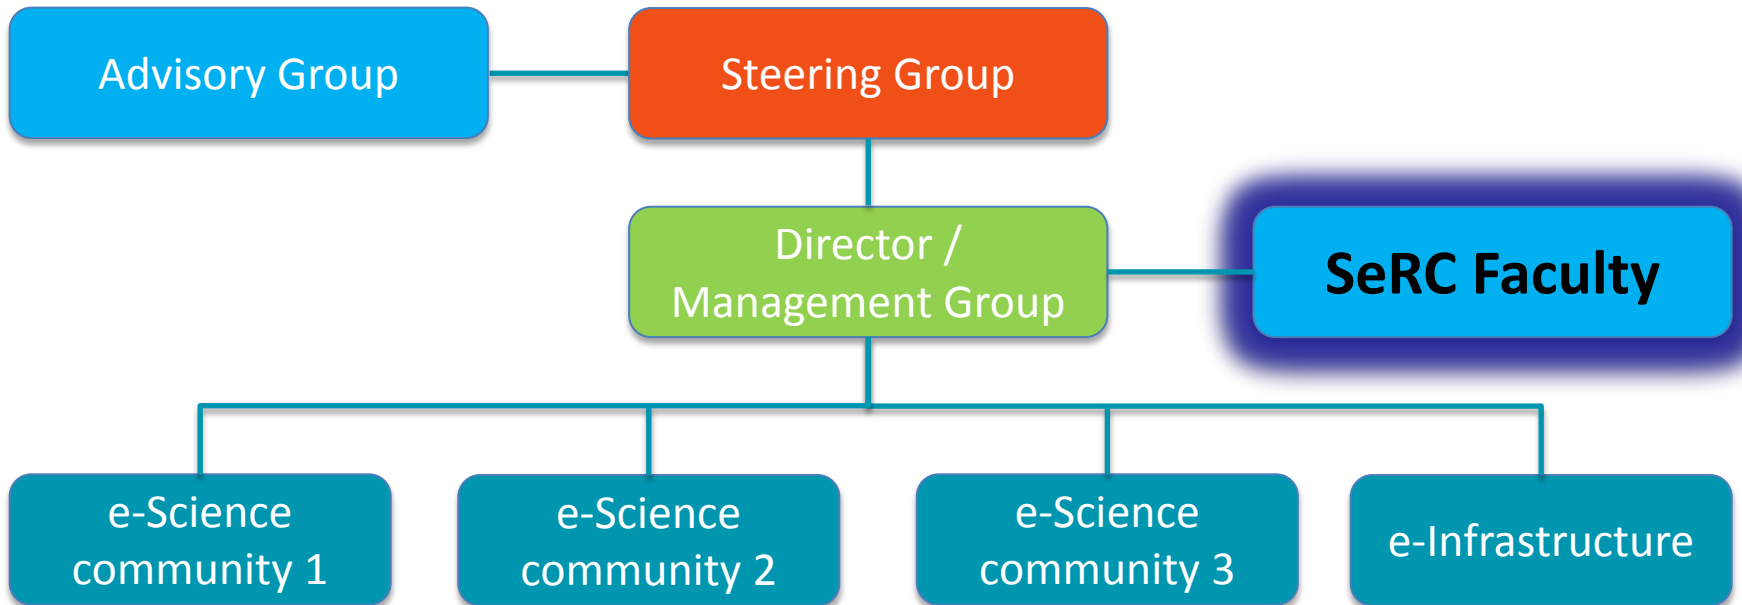 Advisory Group
Steering Group
Director /
Management Group
SeRC Faculty
e-Science
community 1
e-Science
community 2
e-Science
community 3
e-Infrastructure